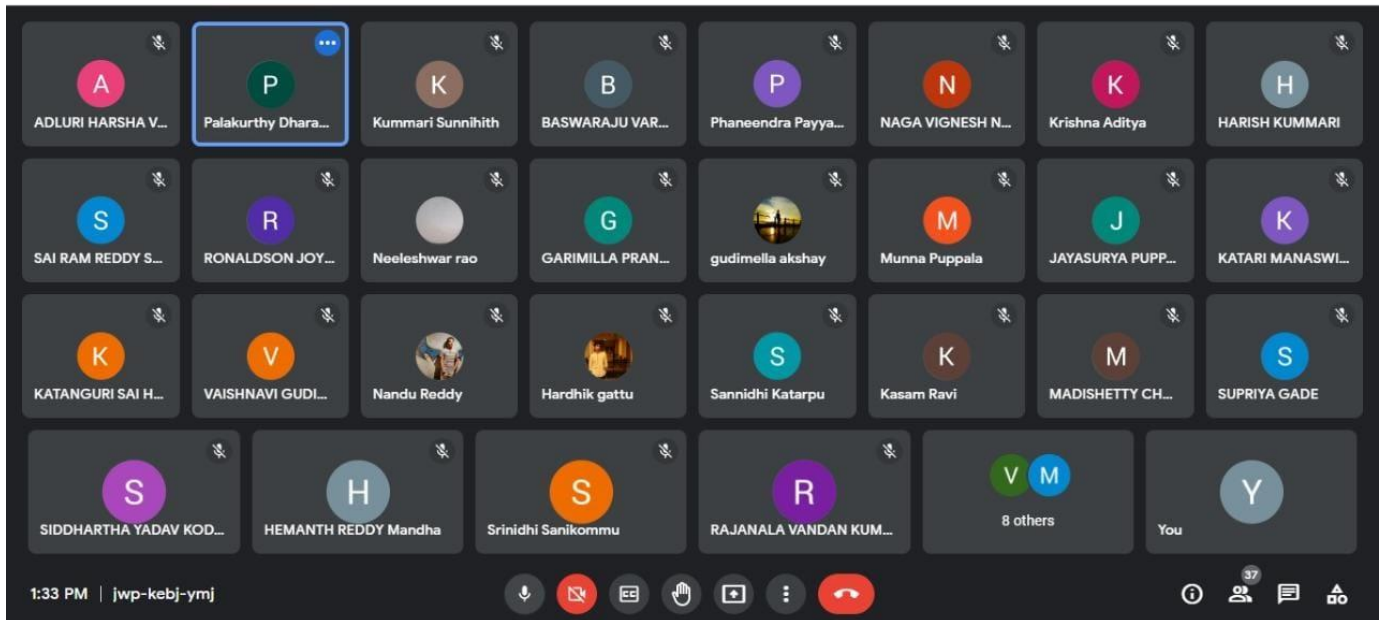 A P K B P N K H
ADLURI HARSHA V... Palakurthy Dhara... Kummari Sunnihith BASWARAJU VAR... Phaneendra Payya... NAGA VIGNESH N... Krishna Aditya HARISH KUMMARI
S R G M J K
SAI RAM REDDY S... RONALDSON JOY... Neeleshwar rao GARIMILLA PRAN... gudimella akshay Munna Puppala JAYASURYA PUPP... KATARI MANASWI...
K V S K M S
KATANGURI SAI H... VAISHNAVI GUDI... Nandu Reddy Hardhik gattu Sannidhi Katarpu Kasam Ravi MADISHETTY CH... SUPRIYA GADE
S H S R V M Y
SIDDHARTHA YADAV KOD... HEMANTH REDDY Mandha Srinidhi Sanikommu RAJANALA VANDAN KUM... 8 others You
1:33 PM | jwp-kebj-ymj CC 37